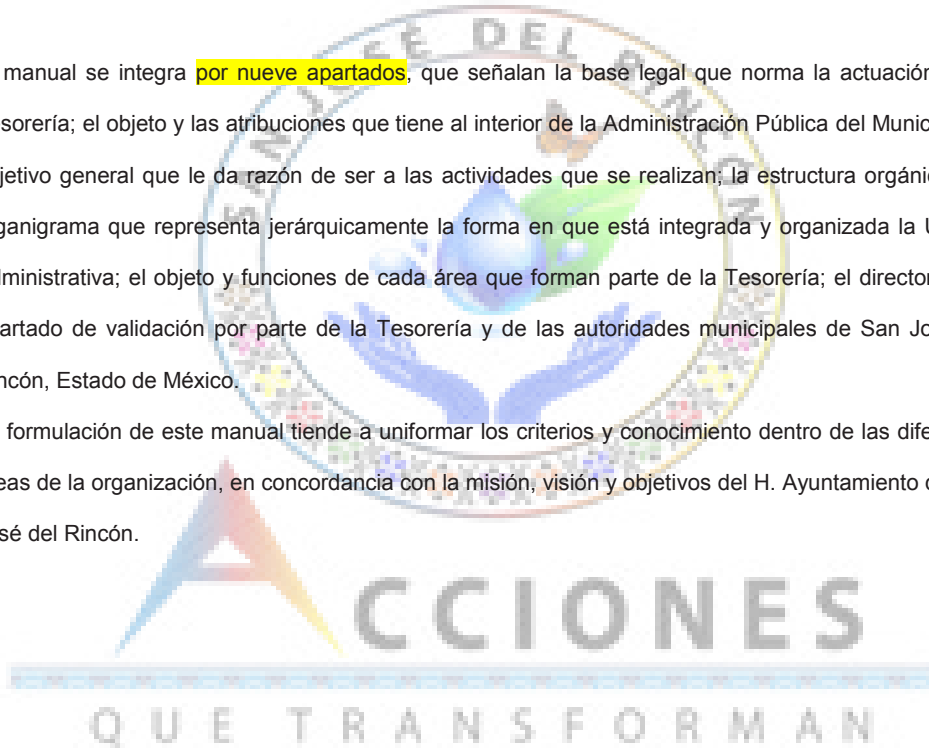 manual se integra por nueve apartados, que señalan la base legal que norma la actuación
sorería; el objeto y las atribuciones que tiene al interior de la Administración Pública del Munic
jetivo general que le da razón de ser a las actividades que se realizan; la estructura orgánic
ganigrama que representa jerárquicamente la forma en que está integrada y organizada la U
dministrativa; el objeto y funciones de cada área que forman parte de la Tesorería; el director
artado de validación por parte de la Tesorería y de las autoridades municipales de San Jo
ncón, Estado de México.
formulación de este manual tiende a uniformar los criterios y conocimiento dentro de las dife
eas de la organización, en concordancia con la misión, visión y objetivos del H. Ayuntamiento
sé del Rincón.
SAN JOSÉ DEL RINCÓN
ACCIONES
QUE TRANSFORMAN